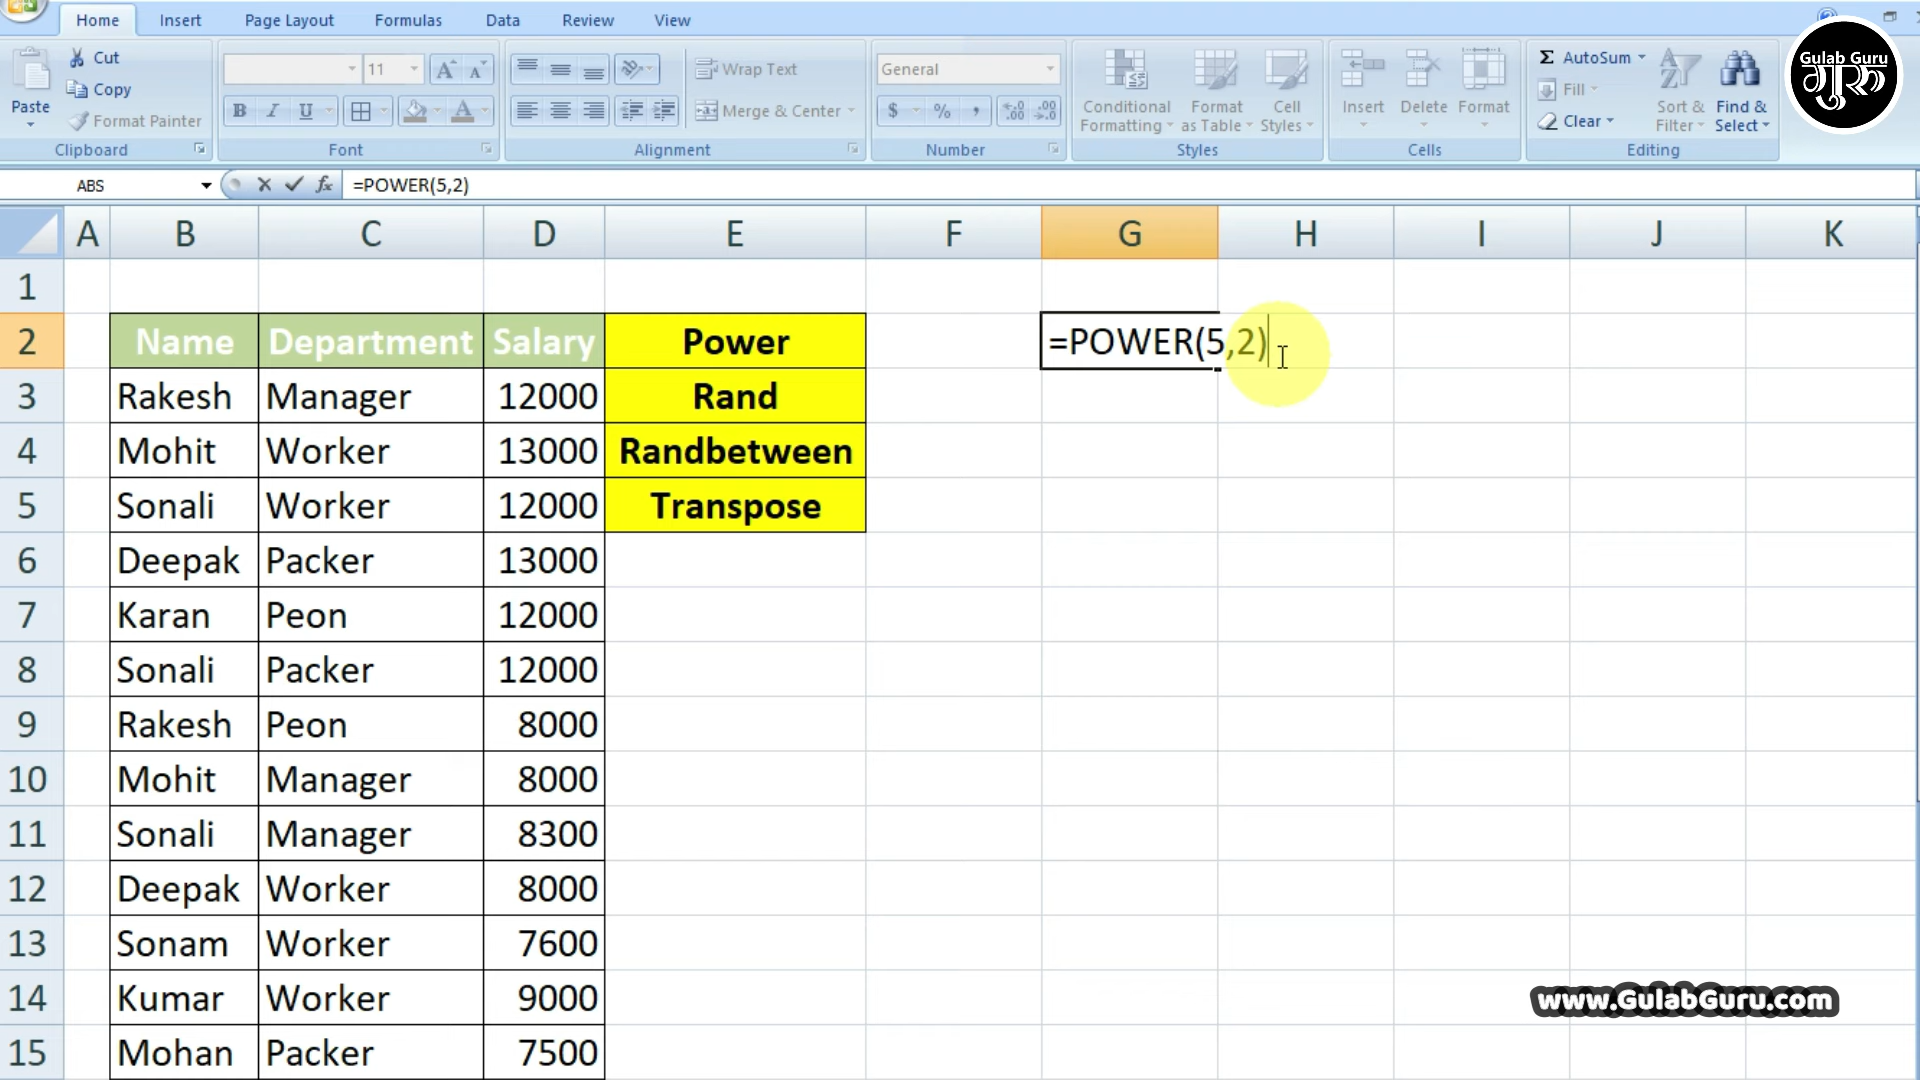 Home Insert Page Layout Formulas Data Review View
Gulab Guru
गुरु
Paste
Cut
Copy
Format Painter
Clipboard
11
A A
B I U
A
Font
Wrap Text
Merge & Center
Alignment
General
$ % ,
Number
Conditional Formatting
Format as Table
Cell Styles
Styles
Insert Delete Format
Cells
Σ AutoSum
Fill
Clear
Sort & Filter
Find & Select
Editing
ABS fx =POWER(5,2)
A B C D E F G H I J K
1
2 Name Department Salary Power =POWER(5,2)
3 Rakesh Manager 12000 Rand
4 Mohit Worker 13000 Randbetween
5 Sonali Worker 12000 Transpose
6 Deepak Packer 13000
7 Karan Peon 12000
8 Sonali Packer 12000
9 Rakesh Peon 8000
10 Mohit Manager 8000
11 Sonali Manager 8300
12 Deepak Worker 8000
13 Sonam Worker 7600
14 Kumar Worker 9000
www.GulabGuru.com
15 Mohan Packer 7500